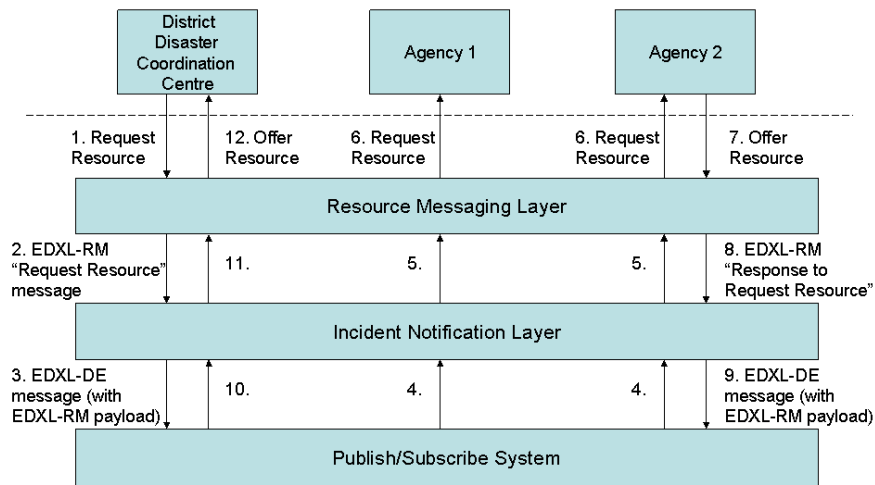 District
Disaster
Coordination
Centre
Agency 1
Agency 2
1. Request
Resource
12. Offer
Resource
6. Request
Resource
6. Request
Resource
7. Offer
Resource
Resource Messaging Layer
2. EDXL-RM
“Request Resource”
message
11.
5.
5.
8. EDXL-RM
“Response to
Request Resource”
Incident Notification Layer
3. EDXL-DE
message (with
EDXL-RM payload)
10.
4.
4.
9. EDXL-DE
message (with
EDXL-RM payload)
Publish/Subscribe System